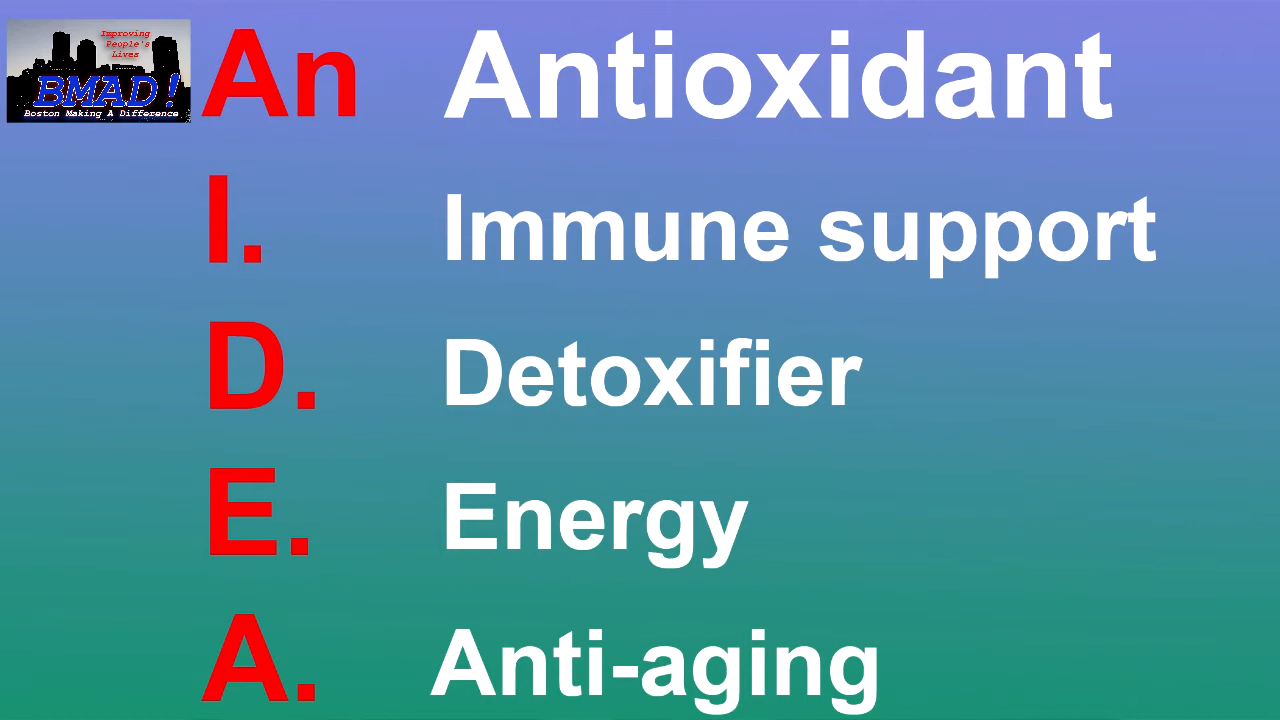 Improving
People's
Lives
BMAD!
Boston Making A Difference
An Antioxidant
I. Immune support
D. Detoxifier
E. Energy
A. Anti-aging